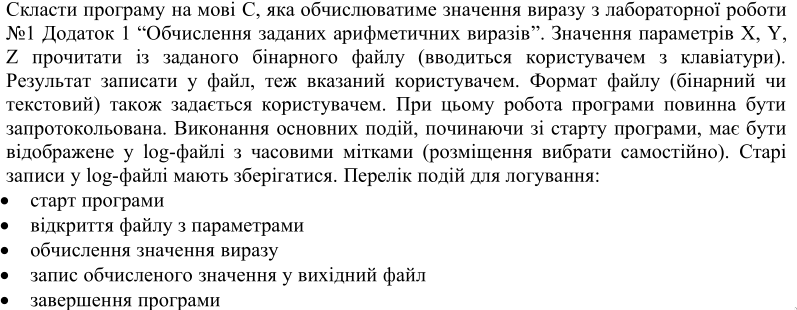 Скласти програму на мові С, яка обчислюватиме значення виразу з лабораторної роботи
№1 Додаток 1 “Обчислення заданих арифметичних виразів”. Значення параметрів X, Y,
Z прочитати із заданого бінарного файлу (вводиться користувачем з клавіатури).
Результат записати у файл, теж вказаний користувачем. Формат файлу (бінарний чи
текстовий) також задається користувачем. При цьому робота програми повинна бути
запротокольована. Виконання основних подій, починаючи зі старту програми, має бути
відображене у log-файлі з часовими мітками (розміщення вибрати самостійно). Старі
записи у log-файлі мають зберігатися. Перелік подій для логування:
• старт програми
• відкриття файлу з параметрами
• обчислення значення виразу
• запис обчисленого значення у вихідний файл
• завершення програми